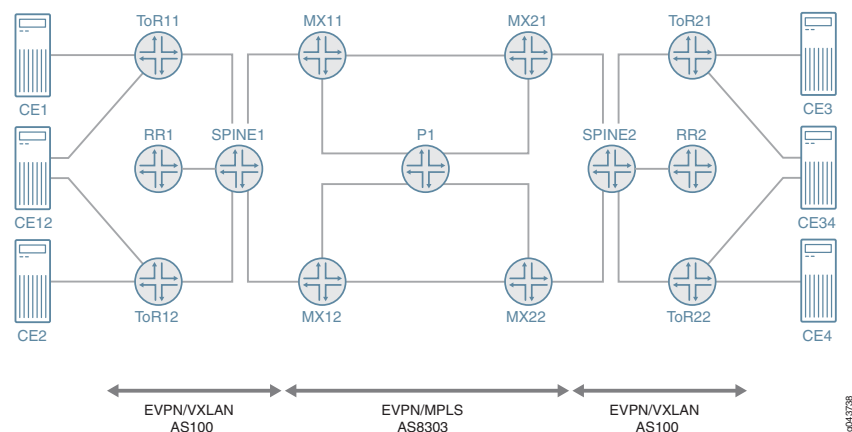 ToR11
MX11
MX21
ToR21
CE1
CE3
RR1
SPINE1
P1
SPINE2
RR2
CE12
CE34
ToR12
MX12
MX22
ToR22
CE2
CE4
EVPN/VXLAN
AS100
EVPN/MPLS
AS8303
EVPN/VXLAN
AS100
g043738